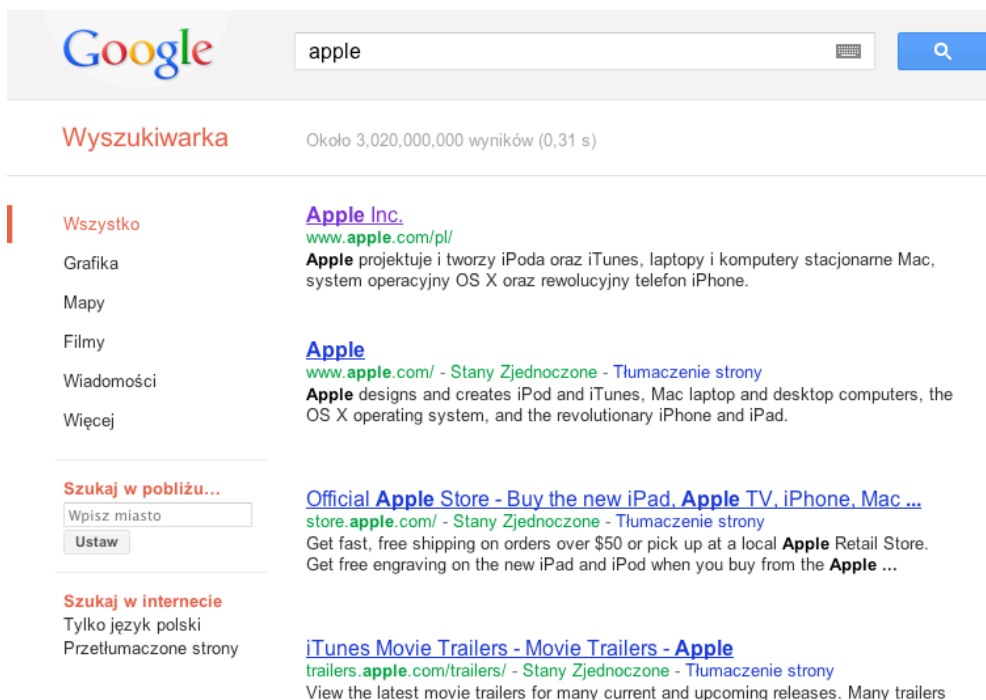 Google
apple
Wyszukiwarka
Około 3,020,000,000 wyników (0,31 s)
Wszystko
Grafika
Mapy
Filmy
Wiadomości
Więcej
Szukaj w pobliżu...
Wpisz miasto
Ustaw
Szukaj w internecie
Tylko język polski
Przetłumaczone strony
Apple Inc.
www.apple.com/pl/
Apple projektuje i tworzy iPoda oraz iTunes, laptopy i komputery stacjonarne Mac,
system operacyjny OS X oraz rewolucyjny telefon iPhone.
Apple
www.apple.com/ - Stany Zjednoczone - Tłumaczenie strony
Apple designs and creates iPod and iTunes, Mac laptop and desktop computers, the
OS X operating system, and the revolutionary iPhone and iPad.
Official Apple Store - Buy the new iPad, Apple TV, iPhone, Mac ...
store.apple.com/ - Stany Zjednoczone - Tłumaczenie strony
Get fast, free shipping on orders over $50 or pick up at a local Apple Retail Store.
Get free engraving on the new iPad and iPod when you buy from the Apple ...
iTunes Movie Trailers - Movie Trailers - Apple
trailers.apple.com/trailers/ - Stany Zjednoczone - Tłumaczenie strony
View the latest movie trailers for many current and upcoming releases. Many trailers